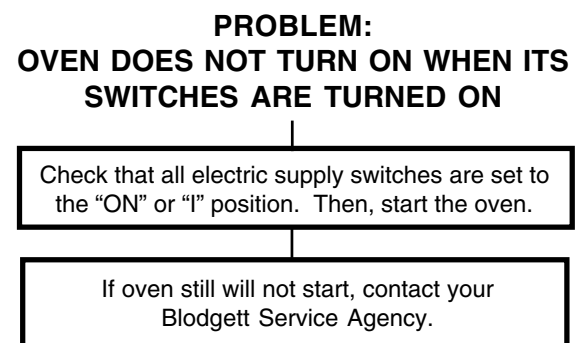 PROBLEM:
OVEN DOES NOT TURN ON WHEN ITS
SWITCHES ARE TURNED ON
Check that all electric supply switches are set to
the “ON” or “I” position. Then, start the oven.
If oven still will not start, contact your
Blodgett Service Agency.